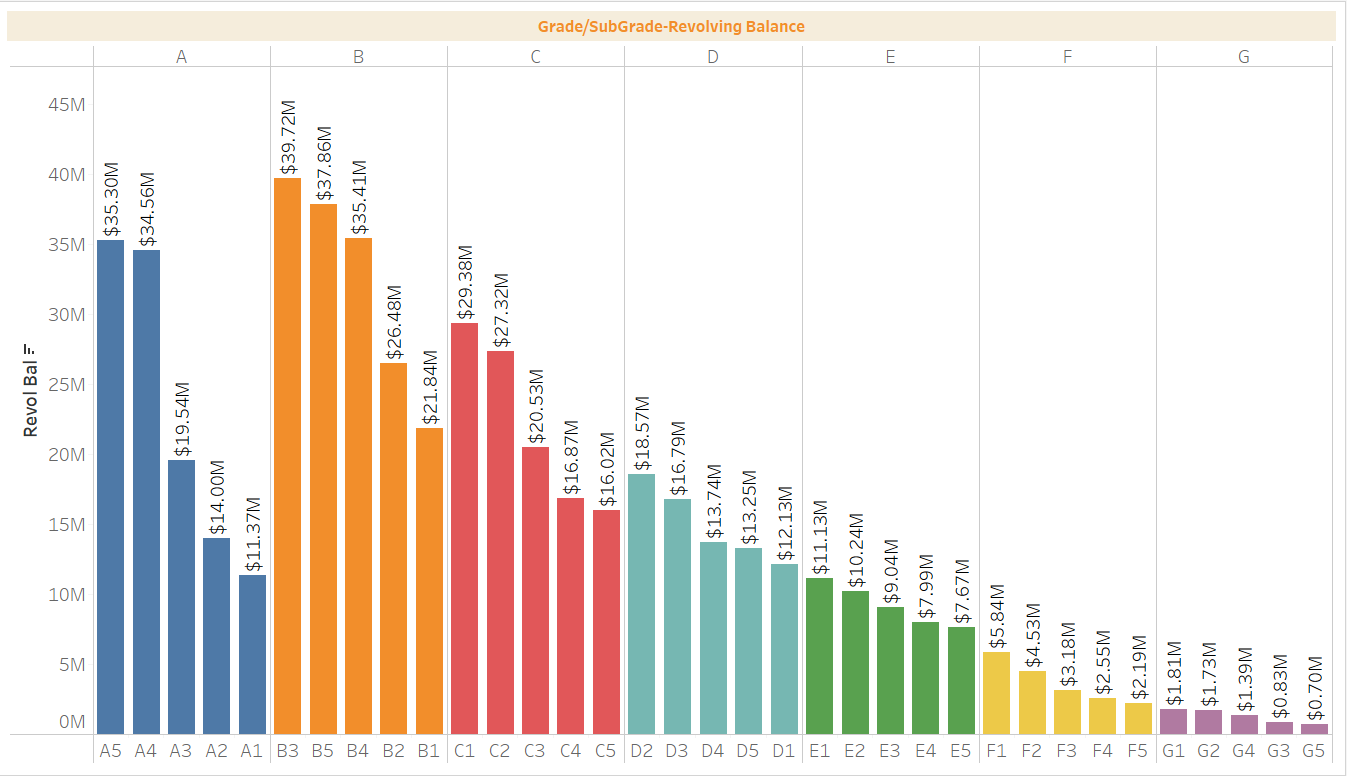 Grade/SubGrade-Revolving Balance
A B C D E F G
45M
40M
35M
30M
25M
20M
15M
10M
5M
0M
Revol Bal
$35.30M
$34.56M
$19.54M
$14.00M
$11.37M
$39.72M
$37.86M
$35.41M
$26.48M
$21.84M
$29.38M
$27.32M
$20.53M
$16.87M
$16.02M
$18.57M
$16.79M
$13.74M
$13.25M
$12.13M
$11.13M
$10.24M
$9.04M
$7.99M
$7.67M
$5.84M
$4.53M
$3.18M
$2.55M
$2.19M
$1.81M
$1.73M
$1.39M
$0.83M
$0.70M
A5 A4 A3 A2 A1 B3 B5 B4 B2 B1 C1 C2 C3 C4 C5 D2 D3 D4 D5 D1 E1 E2 E3 E4 E5 F1 F2 F3 F4 F5 G1 G2 G4 G3 G5